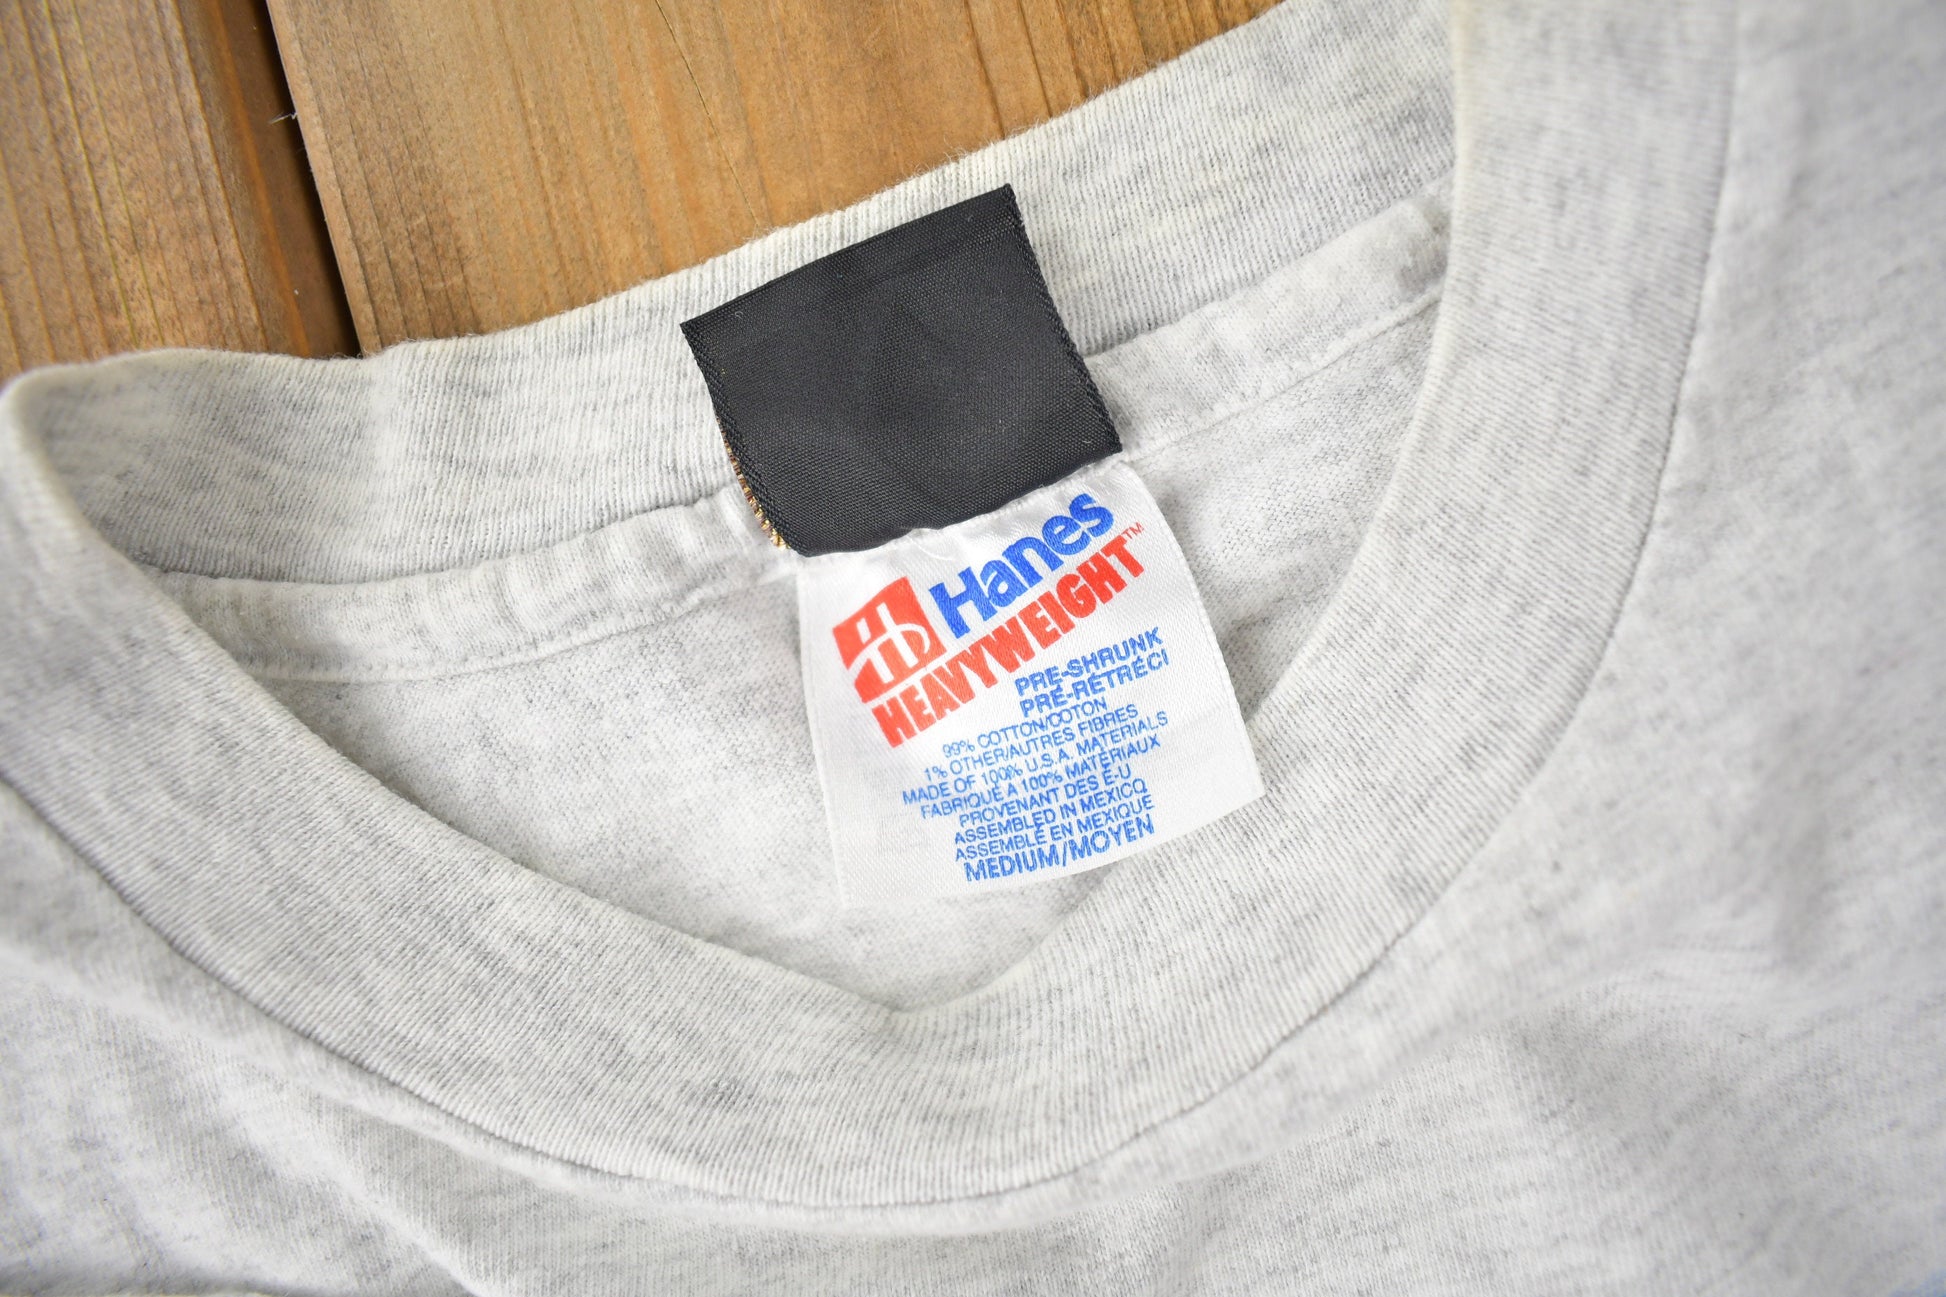 Hanes
HEAVYWEIGHT™
PRE-SHRUNK
PRÉ-RÉTRÉCI
99% COTTON/COTON
1% OTHER/AUTRES FIBRES
MADE OF 100% U.S.A. MATERIALS
FABRIQUÉ A 100% MATÉRIAUX
PROVENANT DES É-U
ASSEMBLED IN MEXICO
ASSEMBLÉ EN MEXIQUE
MEDIUM/MOYEN